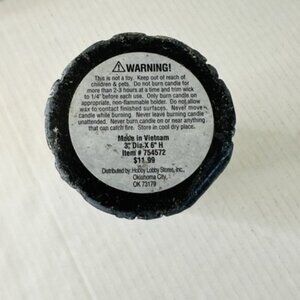 ⚠WARNING!
This is not a toy. Keep out of reach of
children & pets. Do not burn candle for
more than 2-3 hours at a time and trim wick
to 1/4" before each use. Only burn candle on
appropriate, non-flammable holder. Do not allow
wax to contact finished surfaces. Never move
candle while burning. Never leave burning candle
unattended. Never burn candle on or near anything
that can catch fire. Store in cool dry place.
Made in Vietnam
3" Dia X 6" H
Item # 754572
$11.99
Distributed by: Hobby Lobby Stores, Inc.
Oklahoma City,
OK 73179